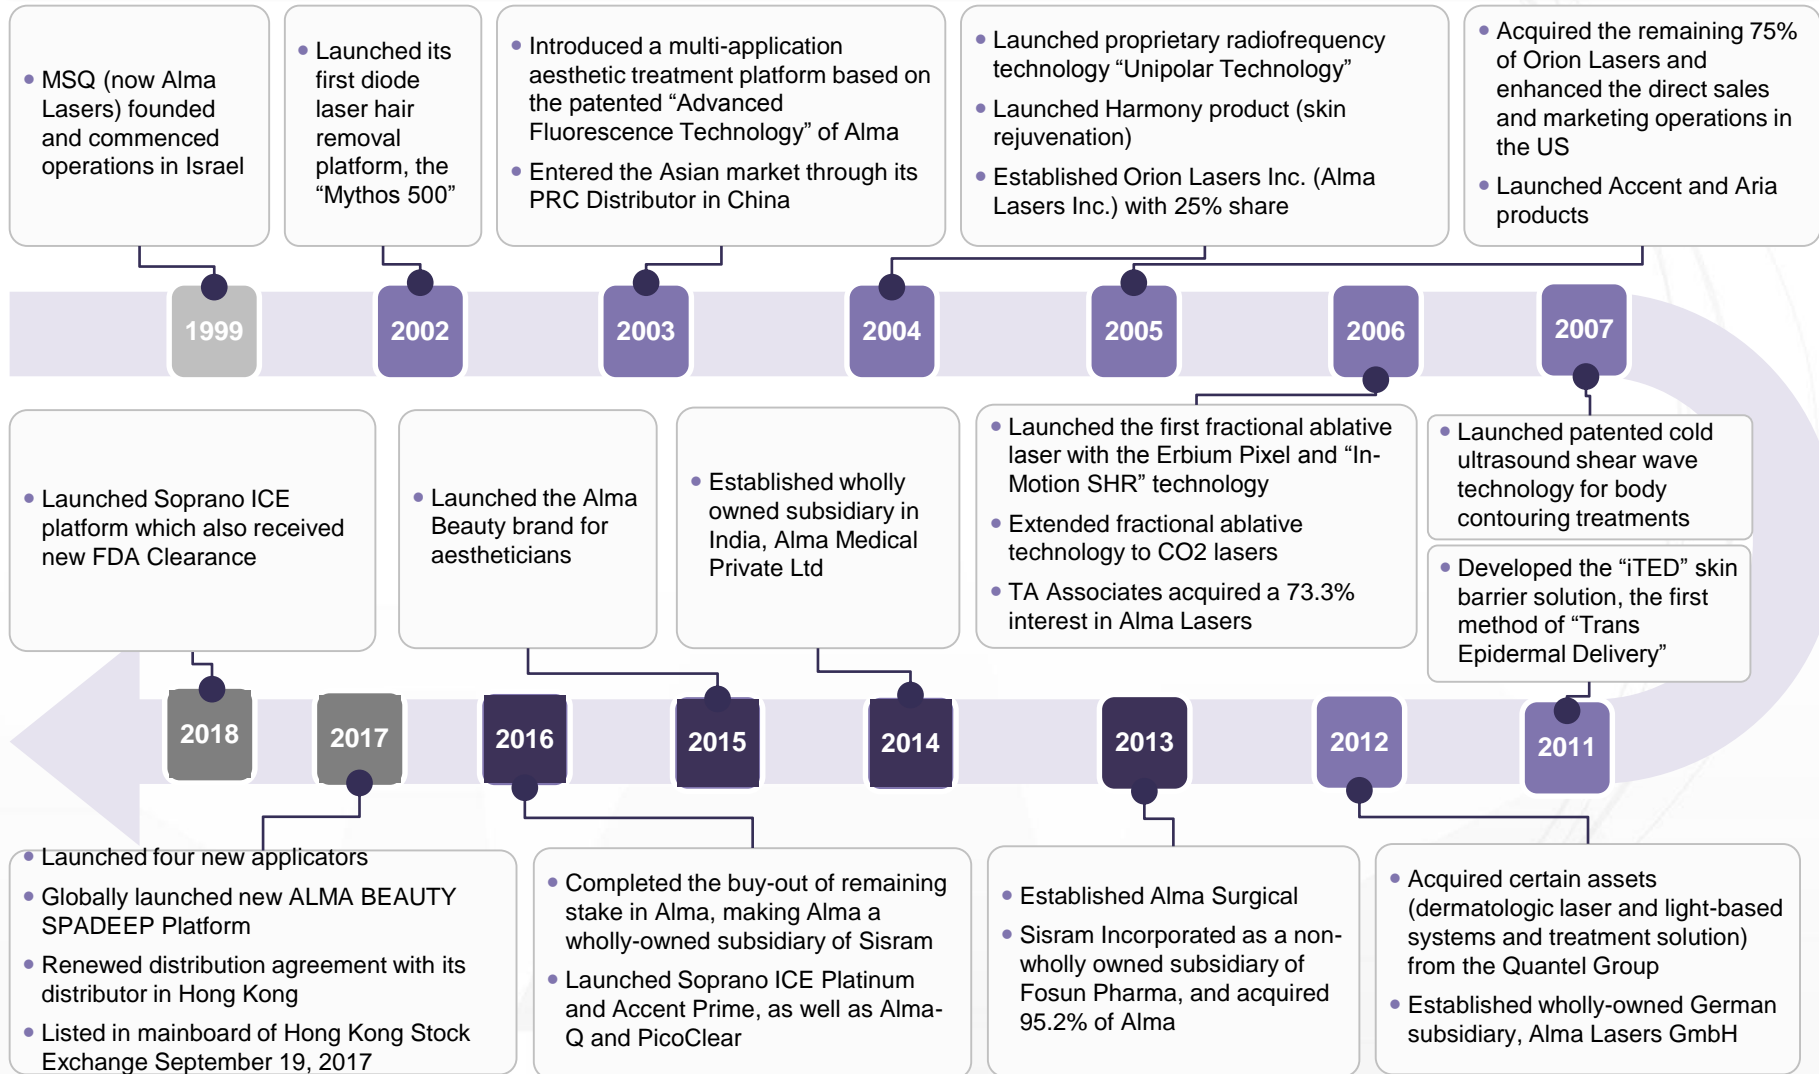 • MSQ (now Alma
Lasers) founded
and commenced
operations in Israel
• Launched its
first diode
laser hair
removal
platform, the
“Mythos 500”
• Introduced a multi-application
aesthetic treatment platform based on
the patented “Advanced
Fluorescence Technology” of Alma
• Entered the Asian market through its
PRC Distributor in China
• Launched proprietary radiofrequency
technology “Unipolar Technology”
• Launched Harmony product (skin
rejuvenation)
• Established Orion Lasers Inc. (Alma
Lasers Inc.) with 25% share
• Acquired the remaining 75%
of Orion Lasers and
enhanced the direct sales
and marketing operations in
the US
• Launched Accent and Aria
products
1999
2002
2003
2004
2005
2006
2007
• Launched Soprano ICE
platform which also received
new FDA Clearance
• Launched the Alma
Beauty brand for
aestheticians
• Established wholly
owned subsidiary in
India, Alma Medical
Private Ltd
• Launched the first fractional ablative
laser with the Erbium Pixel and “In-
Motion SHR” technology
• Extended fractional ablative
technology to CO2 lasers
• TA Associates acquired a 73.3%
interest in Alma Lasers
• Launched patented cold
ultrasound shear wave
technology for body
contouring treatments
• Developed the “iTED” skin
barrier solution, the first
method of “Trans
Epidermal Delivery”
2018
2017
2016
2015
2014
2013
2012
2011
• Launched four new applicators
• Globally launched new ALMA BEAUTY
SPADEEP Platform
• Renewed distribution agreement with its
distributor in Hong Kong
• Listed in mainboard of Hong Kong Stock
Exchange September 19, 2017
• Completed the buy-out of remaining
stake in Alma, making Alma a
wholly-owned subsidiary of Sisram
• Launched Soprano ICE Platinum
and Accent Prime, as well as Alma-
Q and PicoClear
• Established Alma Surgical
• Sisram Incorporated as a non-
wholly owned subsidiary of
Fosun Pharma, and acquired
95.2% of Alma
• Acquired certain assets
(dermatologic laser and light-based
systems and treatment solution)
from the Quantel Group
• Established wholly-owned German
subsidiary, Alma Lasers GmbH